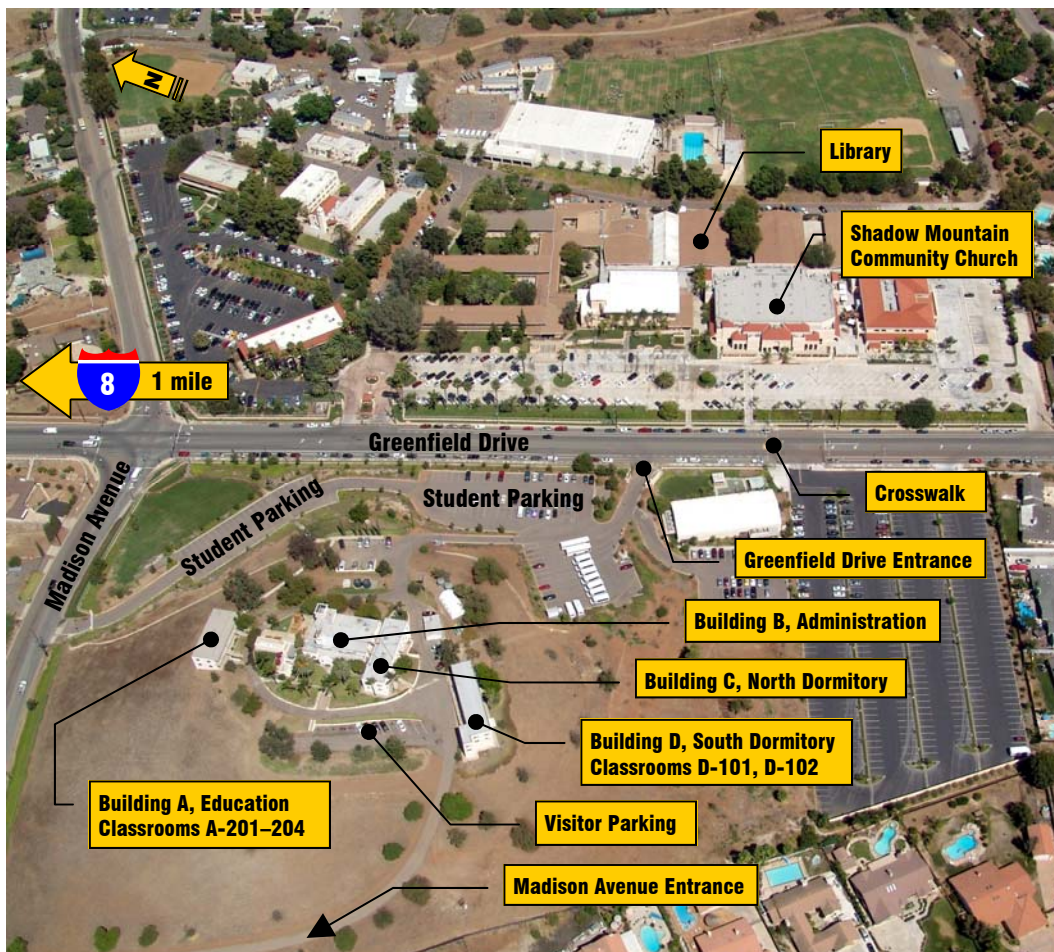 N
Library
Shadow Mountain
Community Church
8
1 mile
Greenfield Drive
Madison Avenue
Student Parking
Student Parking
Crosswalk
Greenfield Drive Entrance
Building B, Administration
Building C, North Dormitory
Building D, South Dormitory
Classrooms D-101, D-102
Building A, Education
Classrooms A-201–204
Visitor Parking
Madison Avenue Entrance